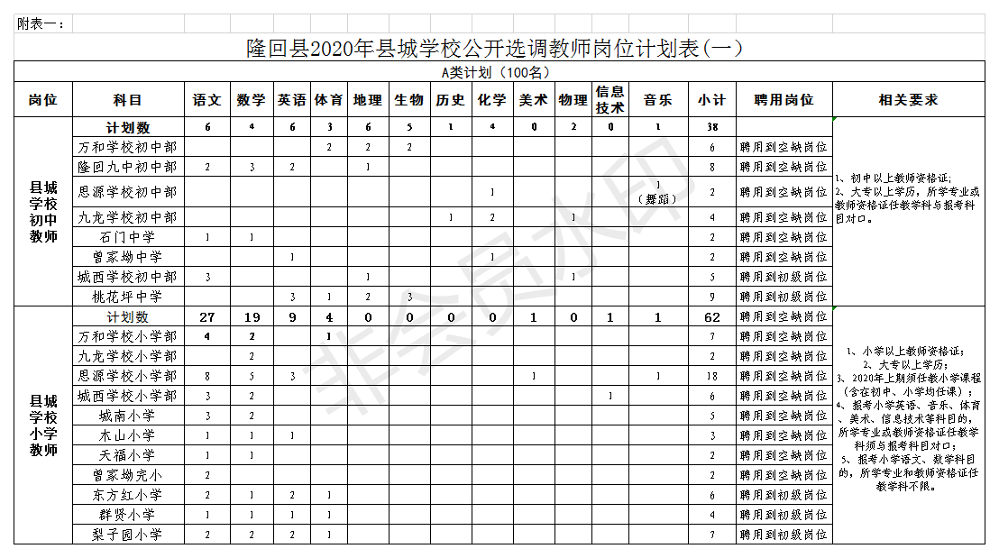 附表一：
隆回县2020年县城学校公开选调教师岗位计划表(一)
A类计划（100名）
岗位 科目 语文 数学 英语 体育 地理 生物 历史 化学 美术 物理 信息技术 音乐 小计 聘用岗位 相关要求
县城学校初中教师
计划数 6 4 6 3 6 5 1 4 0 2 0 1 38
万和学校初中部 2 2 2 6 聘用到空缺岗位
隆回九中初中部 2 3 2 1 8 聘用到空缺岗位
思源学校初中部 1 1（舞蹈） 2 聘用到空缺岗位
九龙学校初中部 1 2 1 4 聘用到空缺岗位
石门中学 1 1 2 聘用到空缺岗位
曾家坳中学 1 1 2 聘用到空缺岗位
城西学校初中部 3 1 1 5 聘用到初级岗位
桃花坪中学 3 1 2 3 9 聘用到初级岗位
1、初中以上教师资格证;
2、大专以上学历，所学专业或
教师资格证任教学科与报考科
目对口。
县城学校小学教师
计划数 27 19 9 4 0 0 0 0 1 0 1 1 62 聘用到空缺岗位
万和学校小学部 4 2 1 7 聘用到空缺岗位
九龙学校小学部 2 2 聘用到空缺岗位
思源学校小学部 8 5 3 1 1 18 聘用到空缺岗位
城西学校小学部 3 2 1 6 聘用到空缺岗位
城南小学 3 2 5 聘用到空缺岗位
木山小学 1 1 1 3 聘用到空缺岗位
天福小学 1 1 2 聘用到空缺岗位
曾家坳完小 2 2 聘用到空缺岗位
东方红小学 2 1 2 1 6 聘用到初级岗位
群贤小学 1 1 1 1 4 聘用到初级岗位
梨子园小学 2 2 2 1 7 聘用到初级岗位
1、小学以上教师资格证；
2、大专以上学历；
3、2020年上期须任教小学课程
（含在初中、小学均任课）；
4、报考小学英语、音乐、体育
、美术、信息技术等科目的，
所学专业或教师资格证任教学
科须与报考科目对口；
5、报考小学语文、数学科目
的，所学专业和教师资格证任
教学科不限。
非会员水印